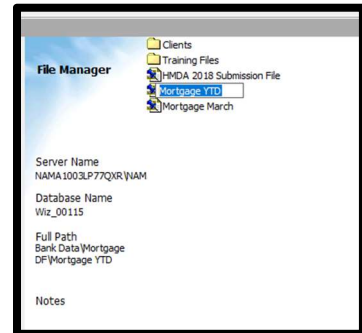 Clients
Training Files
File Manager
HMDA 2018 Submission File
Mortgage YTD
Mortgage March
Server Name
NAMA1003LP77QXR\NAM
Database Name
Wiz_00115
Full Path
Bank Data\Mortgage
DF\Mortgage YTD
Notes